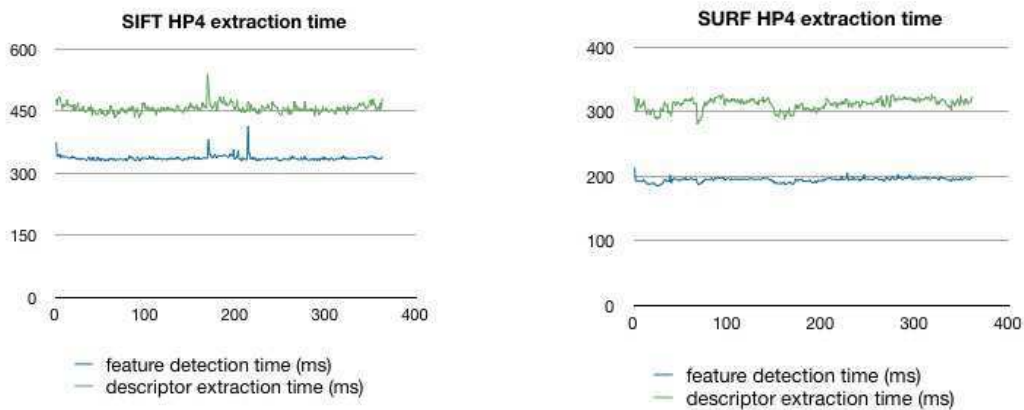 SIFT HP4 extraction time
600
450
300
150
0
0 100 200 300 400
feature detection time (ms)
descriptor extraction time (ms)
SURF HP4 extraction time
400
300
200
100
0
0 100 200 300 400
feature detection time (ms)
descriptor extraction time (ms)